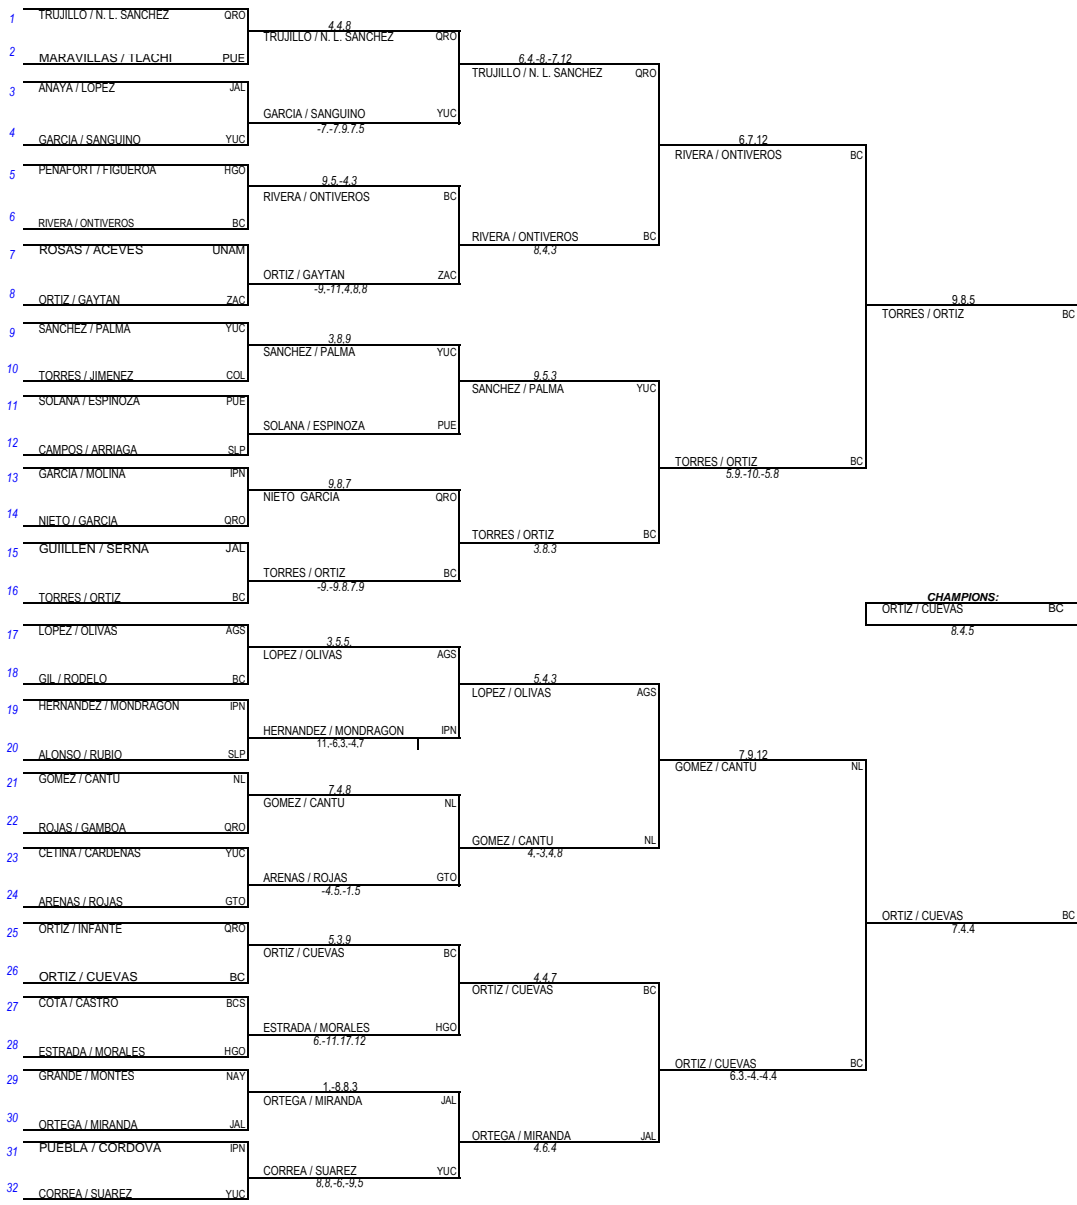 1 TRUJILLO / N. L. SANCHEZ QRO
4,4,8
TRUJILLO / N. L. SANCHEZ QRO
2 MARAVILLAS / TLACHI PUE
6,4,-8,-7,12
TRUJILLO / N. L. SANCHEZ QRO
3 ANAYA / LOPEZ JAL
GARCIA / SANGUINO YUC
-7,-7,9,7,5
4 GARCIA / SANGUINO YUC
6,7,12
RIVERA / ONTIVEROS BC
5 PEÑAFORT / FIGUEROA HGO
9,5,-4,3
RIVERA / ONTIVEROS BC
6 RIVERA / ONTIVEROS BC
RIVERA / ONTIVEROS BC
8,4,3
7 ROSAS / ACEVES UNAM
ORTIZ / GAYTAN ZAC
-9,-11,4,8,8
8 ORTIZ / GAYTAN ZAC
9,8,5
TORRES / ORTIZ BC
9 SANCHEZ / PALMA YUC
3,8,9
SANCHEZ / PALMA YUC
10 TORRES / JIMENEZ COL
9,5,3
SANCHEZ / PALMA YUC
11 SOLANA / ESPINOZA PUE
SOLANA / ESPINOZA PUE
12 CAMPOS / ARRIAGA SLP
TORRES / ORTIZ BC
5,9,-10,-5,8
13 GARCIA / MOLINA IPN
9,8,7
NIETO GARCIA QRO
14 NIETO / GARCIA QRO
TORRES / ORTIZ BC
3,8,3
15 GUIILLEN / SERNA JAL
TORRES / ORTIZ BC
-9,-9,8,7,9
16 TORRES / ORTIZ BC
CHAMPIONS:
ORTIZ / CUEVAS BC
8,4,5
17 LOPEZ / OLIVAS AGS
3,5,5,
LOPEZ / OLIVAS AGS
18 GIL / RODELO BC
5,4,3
LOPEZ / OLIVAS AGS
19 HERNANDEZ / MONDRAGON IPN
HERNANDEZ / MONDRAGON IPN
11,-6,3,-4,7
20 ALONSO / RUBIO SLP
7,9,12
GOMEZ / CANTU NL
21 GOMEZ / CANTU NL
7,4,8
GOMEZ / CANTU NL
22 ROJAS / GAMBOA QRO
GOMEZ / CANTU NL
4,-3,4,8
23 CETINA / CARDENAS YUC
ARENAS / ROJAS GTO
-4,5,-1,5
24 ARENAS / ROJAS GTO
ORTIZ / CUEVAS BC
7,4,4
25 ORTIZ / INFANTE QRO
5,3,9
ORTIZ / CUEVAS BC
26 ORTIZ / CUEVAS BC
4,4,7
ORTIZ / CUEVAS BC
27 COTA / CASTRO BCS
ESTRADA / MORALES HGO
6,-11,17,12
28 ESTRADA / MORALES HGO
ORTIZ / CUEVAS BC
6,3,-4,-4,4
29 GRANDE / MONTES NAY
1,-8,8,3
ORTEGA / MIRANDA JAL
30 ORTEGA / MIRANDA JAL
ORTEGA / MIRANDA JAL
4,6,4
31 PUEBLA / CORDOVA IPN
CORREA / SUAREZ YUC
8,8,-6,-9,5
32 CORREA / SUAREZ YUC